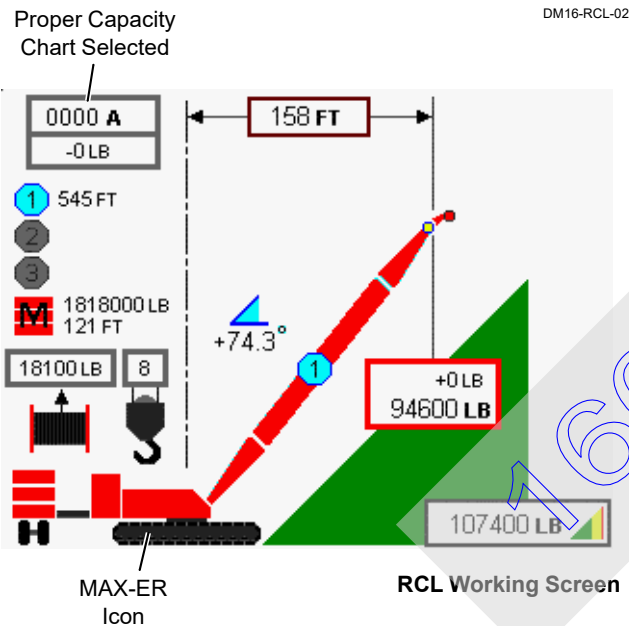 DM16-RCL-02
Proper Capacity
Chart Selected
0000 A
-0 LB
158 FT
1 545 FT
2
3
M 1818000 LB
121 FT
+74.3°
1
18100 LB
8
+0 LB
94600 LB
107400 LB
MAX-ER
Icon
RCL Working Screen